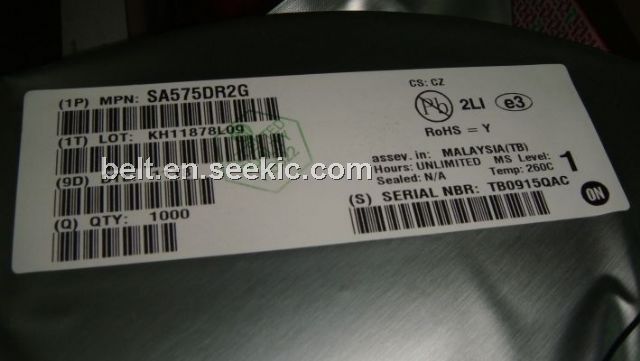 (1P) MPN: SA575DR2G
CS: CZ
Pb 2LI e3
RoHS = Y
(1T) LOT: KH11878L09
assey. in: MALAYSIA(TB)
Hours: UNLIMITED MS Level: 1
Sealed: N/A Temp: 260C
(9D)
belt.en.seekic.com
(Q) QTY: 1000
(S) SERIAL NBR: TB0915QAC
ON